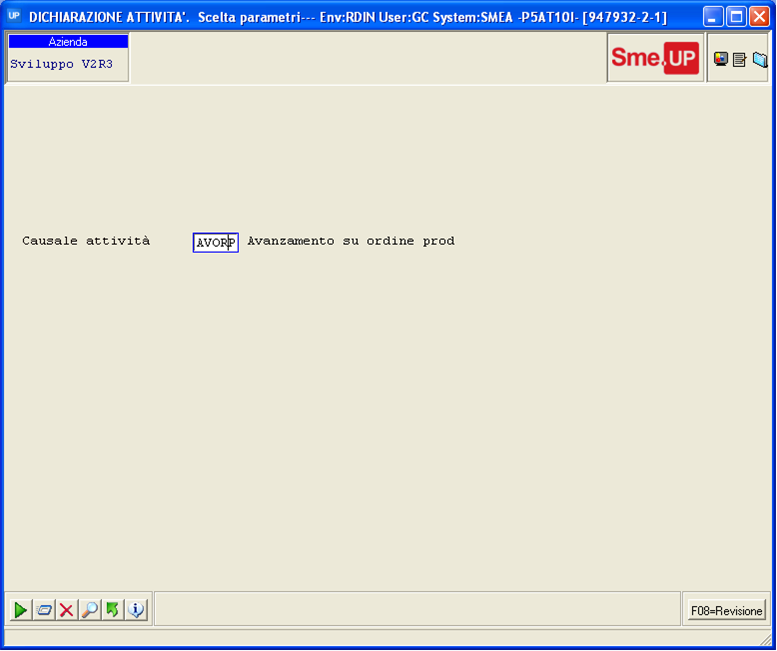 UP DICHIARAZIONE ATTIVITA'. Scelta parametri--- Env:RDIN User:GC System:SMEA -P5AT10I- [947932-2-1]
Azienda
Sviluppo V2R3
Sme.UP
Causale attività AVORP Avanzamento su ordine prod
F08=Revisione